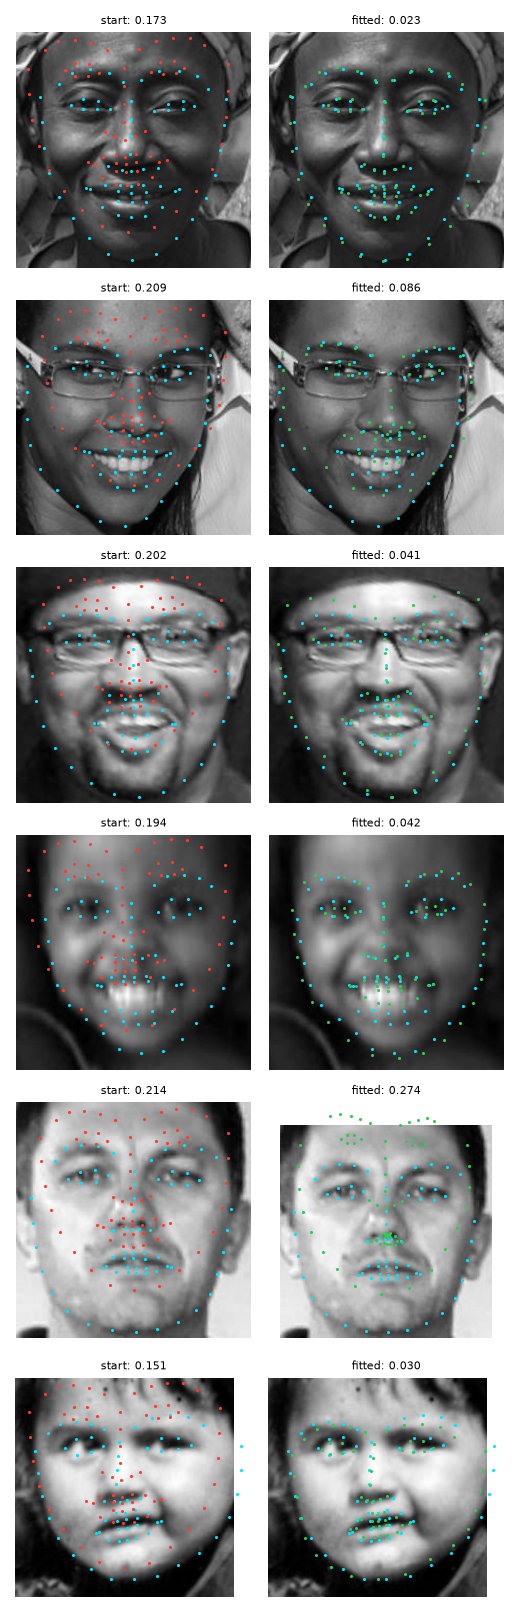 start: 0.173 fitted: 0.023
start: 0.209 fitted: 0.086
start: 0.202 fitted: 0.041
start: 0.194 fitted: 0.042
start: 0.214 fitted: 0.274
start: 0.151 fitted: 0.030